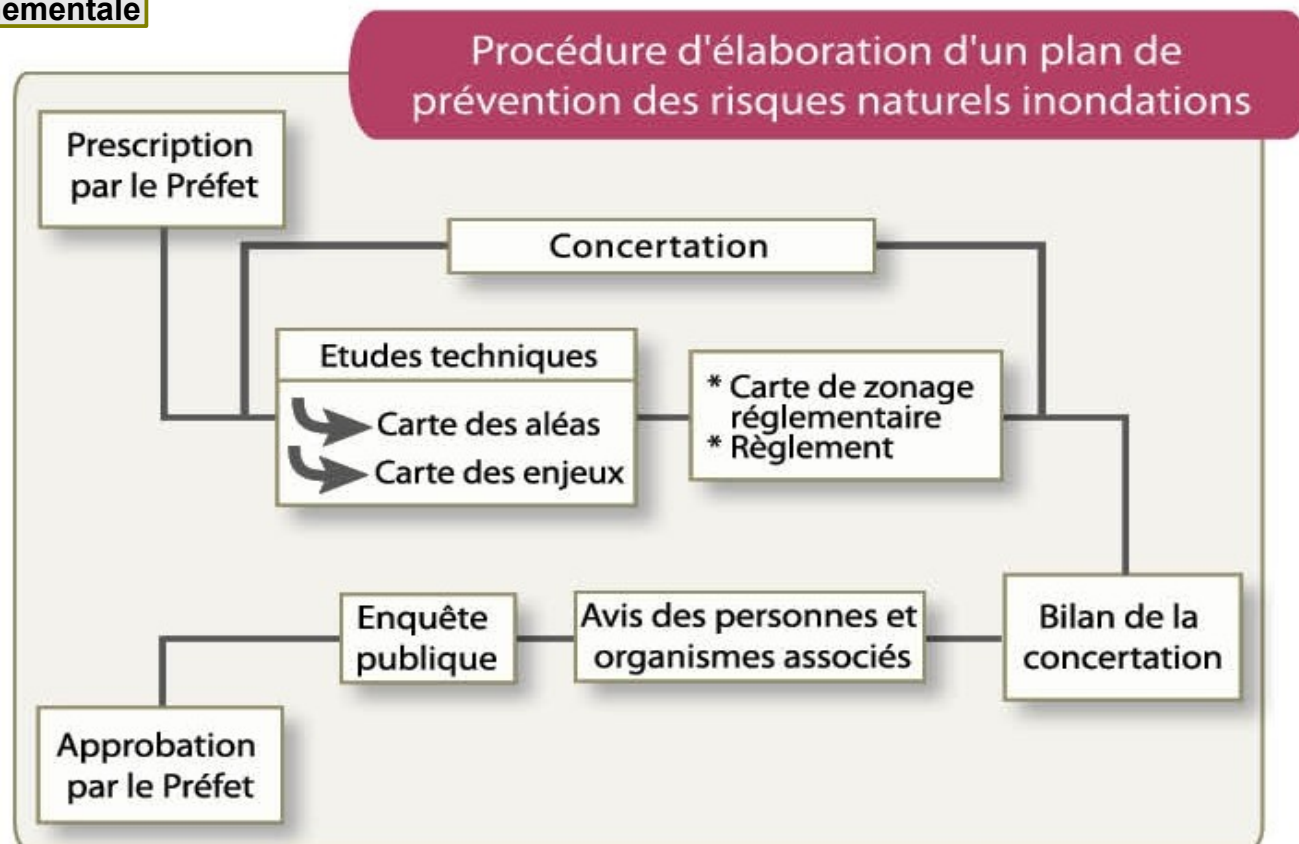 ementale
Procédure d'élaboration d'un plan de
prévention des risques naturels inondations
Prescription
par le Préfet
Concertation
Etudes techniques
Carte des aléas
Carte des enjeux
* Carte de zonage
réglementaire
* Règlement
Bilan de la
concertation
Avis des personnes et
organismes associés
Enquête
publique
Approbation
par le Préfet